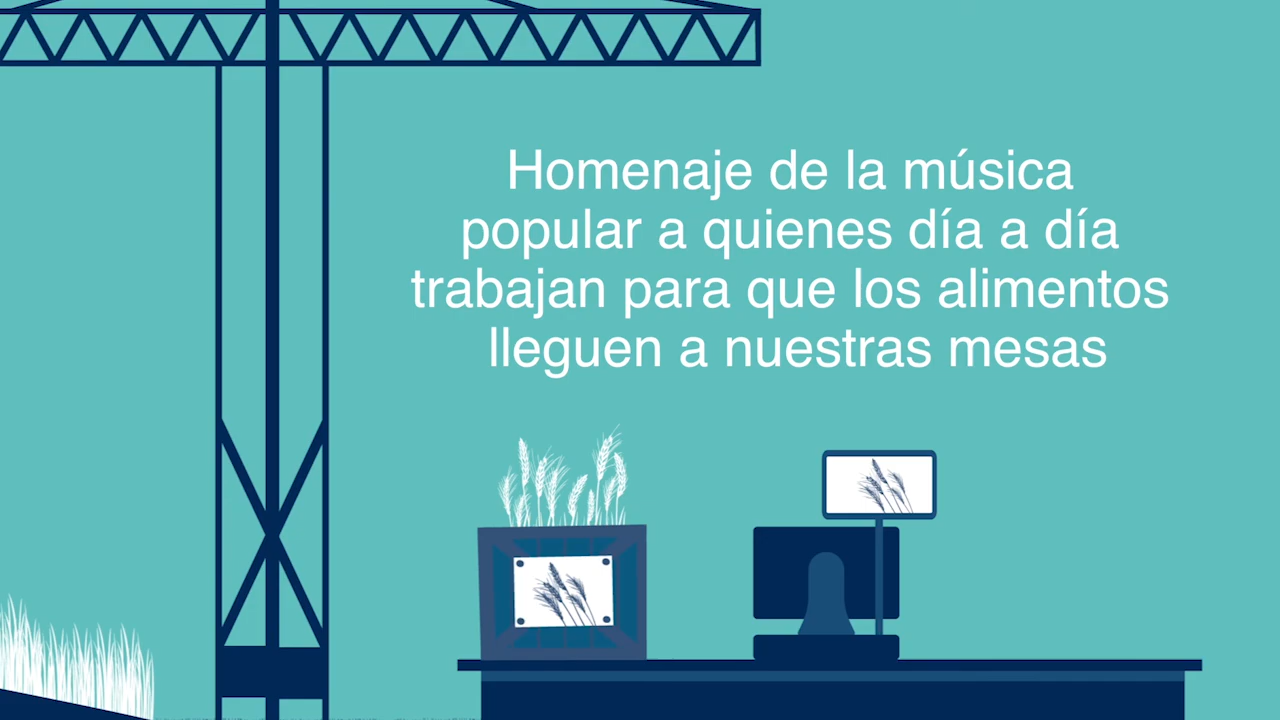 Homenaje de la música
popular a quienes día a día
trabajan para que los alimentos
lleguen a nuestras mesas